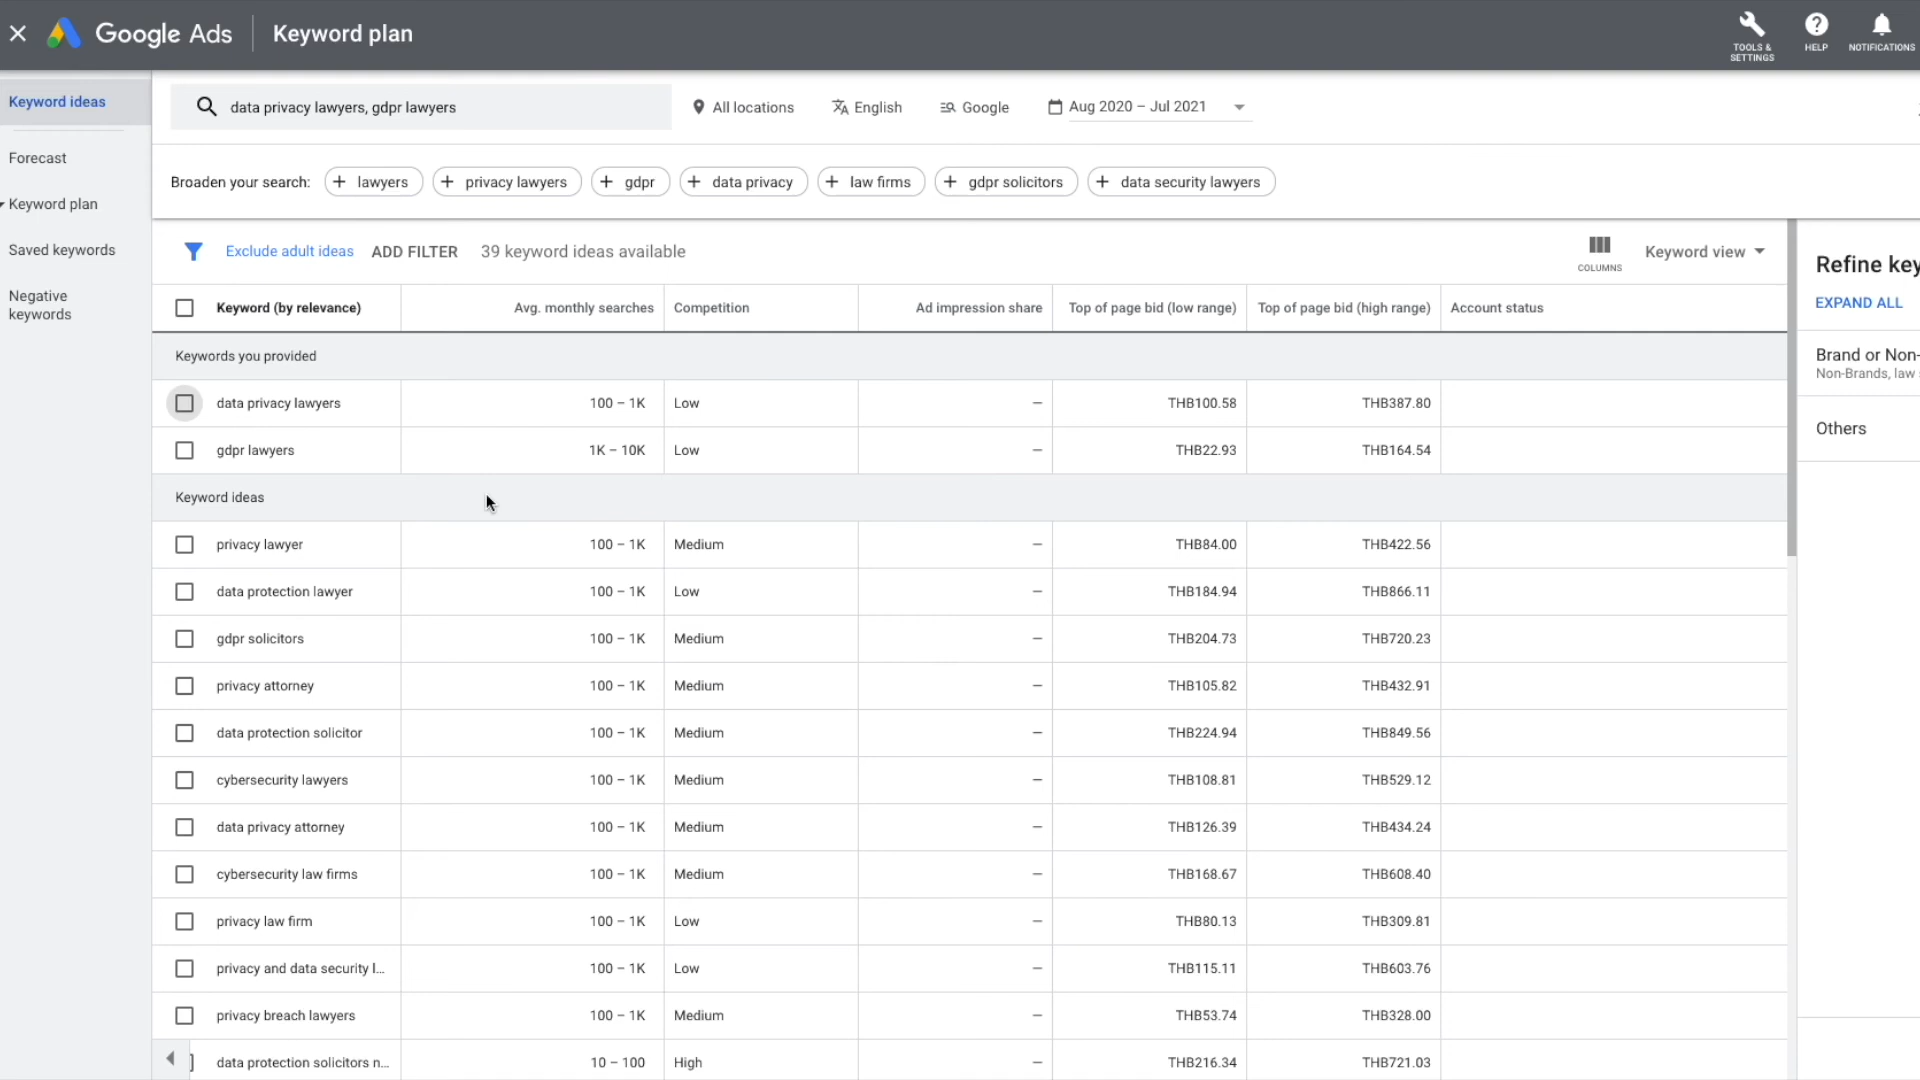 Google Ads Keyword plan
TOOLS & SETTINGS
HELP
NOTIFICATIONS
Keyword ideas
Forecast
Keyword plan
Saved keywords
Negative keywords
data privacy lawyers, gdpr lawyers
All locations
English
Google
Aug 2020 – Jul 2021
Broaden your search: + lawyers + privacy lawyers + gdpr + data privacy + law firms + gdpr solicitors + data security lawyers
Exclude adult ideas ADD FILTER 39 keyword ideas available
COLUMNS
Keyword view
Keyword (by relevance) Avg. monthly searches Competition Ad impression share Top of page bid (low range) Top of page bid (high range) Account status
Keywords you provided
data privacy lawyers 100 – 1K Low – THB100.58 THB387.80
gdpr lawyers 1K – 10K Low – THB22.93 THB164.54
Keyword ideas
privacy lawyer 100 – 1K Medium – THB84.00 THB422.56
data protection lawyer 100 – 1K Low – THB184.94 THB866.11
gdpr solicitors 100 – 1K Medium – THB204.73 THB720.23
privacy attorney 100 – 1K Medium – THB105.82 THB432.91
data protection solicitor 100 – 1K Medium – THB224.94 THB849.56
cybersecurity lawyers 100 – 1K Medium – THB108.81 THB529.12
data privacy attorney 100 – 1K Medium – THB126.39 THB434.24
cybersecurity law firms 100 – 1K Medium – THB168.67 THB608.40
privacy law firm 100 – 1K Low – THB80.13 THB309.81
privacy and data security l... 100 – 1K Low – THB115.11 THB603.76
privacy breach lawyers 100 – 1K Medium – THB53.74 THB328.00
data protection solicitors n... 10 – 100 High – THB216.34 THB721.03
Refine key
EXPAND ALL
Brand or Non-
Non-Brands, law
Others